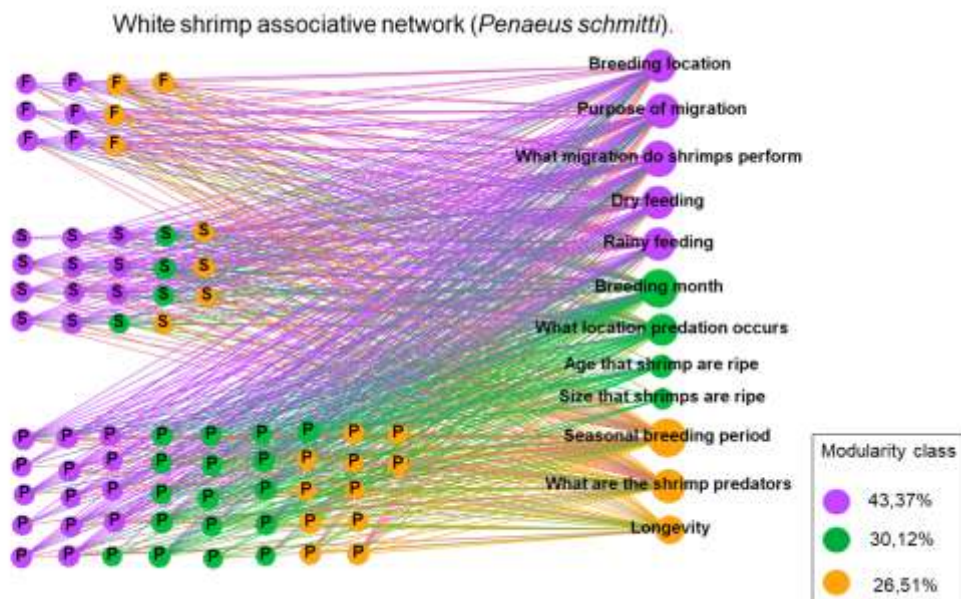 White shrimp associative network (Penaeus schmitti).
F F F F
F F F
F F F
S S S S S
S S S S S
S S S S S
S S S S
P P P P P P P P P
P P P P P P P P P
P P P P P P P P
P P P P P P P P
P P P P P P P P
Breeding location
Purpose of migration
What migration do shrimps perform
Dry feeding
Rainy feeding
Breeding month
What location predation occurs
Age that shrimp are ripe
Size that shrimps are ripe
Seasonal breeding period
What are the shrimp predators
Longevity
Modularity class
43,37%
30,12%
26,51%